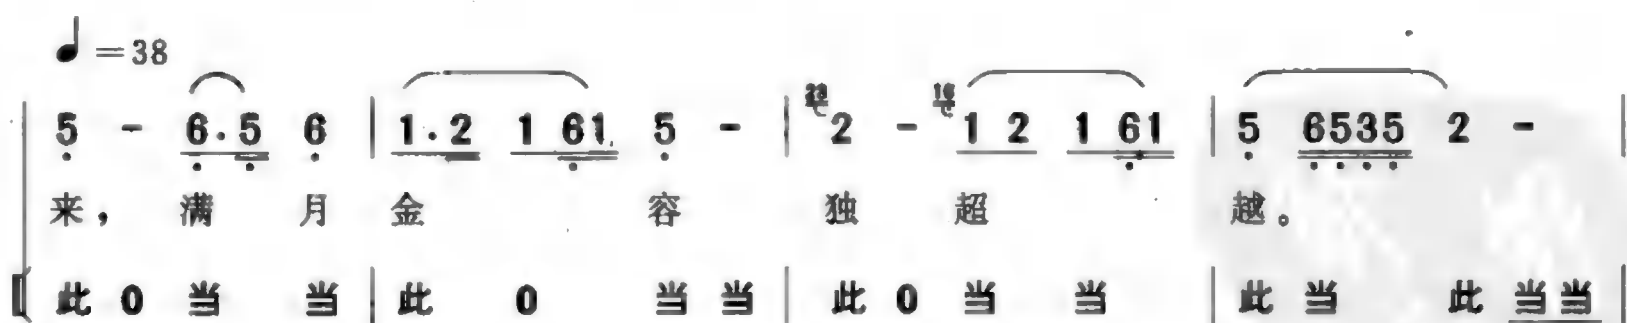 ♩=38
5 - 6.5 6 | 1.2 1 61 5 - | 2 - 1 2 1 61 | 5 6535 2 - |
来，满 月 金 容 独 超 越。
此 0 当 当 | 此 0 当 当 | 此 0 当 当 | 此 当 此 当当 |